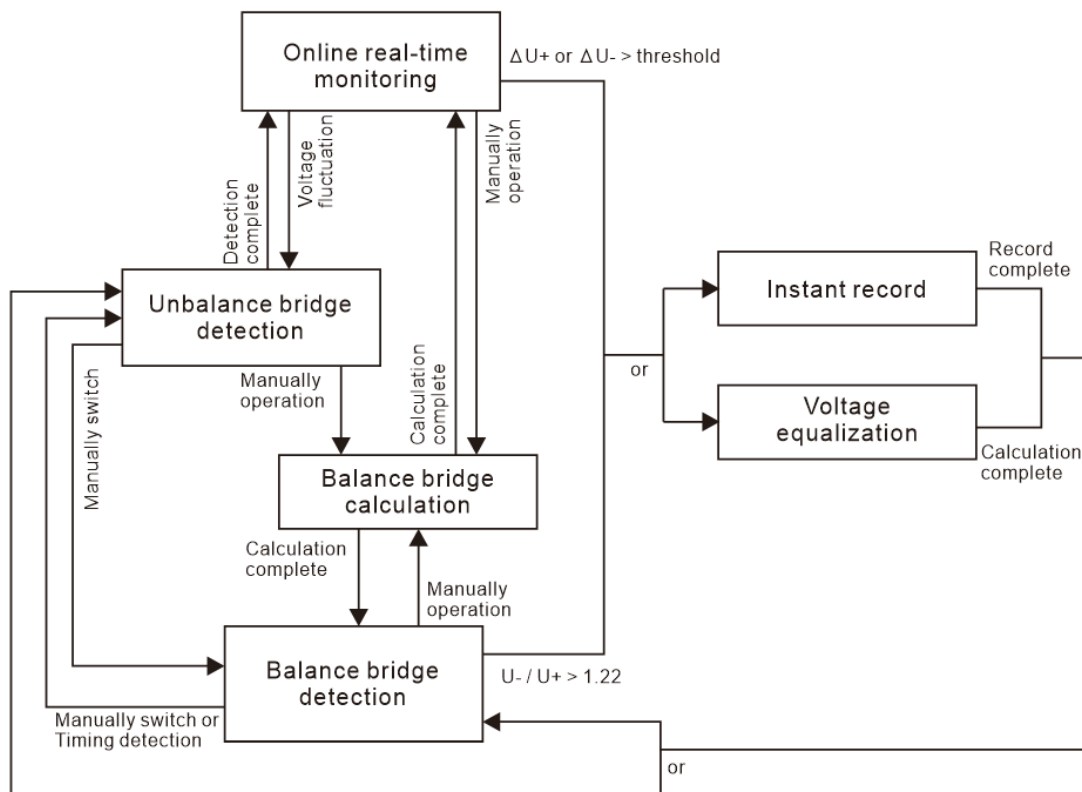 Online real-time
monitoring
ΔU+ or ΔU- > threshold
Detection
complete
Voltage
fluctuation
Manually
operation
Unbalance bridge
detection
Instant record
Record
complete
or
Manually switch
Manually
operation
Calculation
complete
Voltage
equalization
Calculation
complete
Balance bridge
calculation
Calculation
complete
Manually
operation
Balance bridge
detection
U- / U+ > 1.22
Manually switch or
Timing detection
or